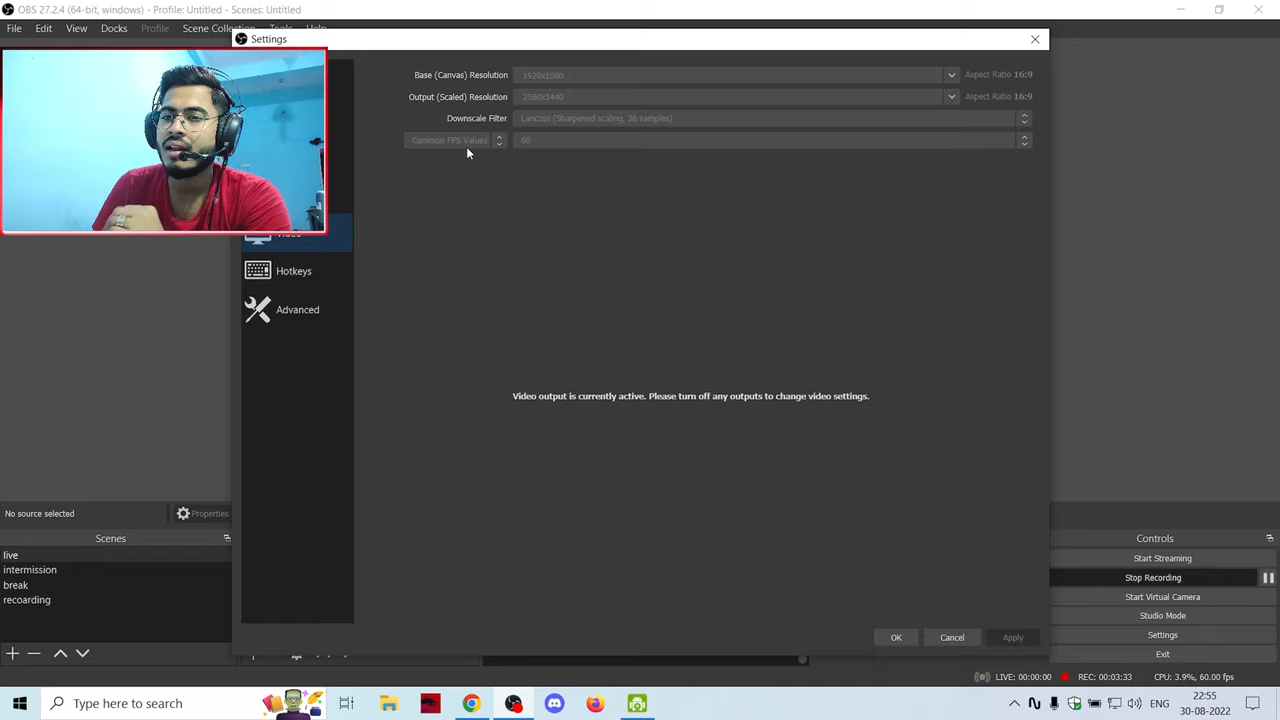 OBS 27.2.4 (64-bit, windows) - Profile: Untitled - Scenes: Untitled
File Edit View Docks Profile Scene Collection Tools Help
Settings
Base (Canvas) Resolution 1920x1080 Aspect Ratio 16:9
Output (Scaled) Resolution 2560x1440 Aspect Ratio 16:9
Downscale Filter Lanczos (Sharpened scaling, 36 samples)
Common FPS Values 60
Video
Hotkeys
Advanced
Video output is currently active. Please turn off any outputs to change video settings.
No source selected Properties
Scenes
live
intermission
break
recoarding
Controls
Start Streaming
Stop Recording
Start Virtual Camera
Studio Mode
Settings
Exit
OK Cancel Apply
LIVE: 00:00:00 REC: 00:03:33 CPU: 3.9%, 60.00 fps
Type here to search
ENG
22:55
30-08-2022